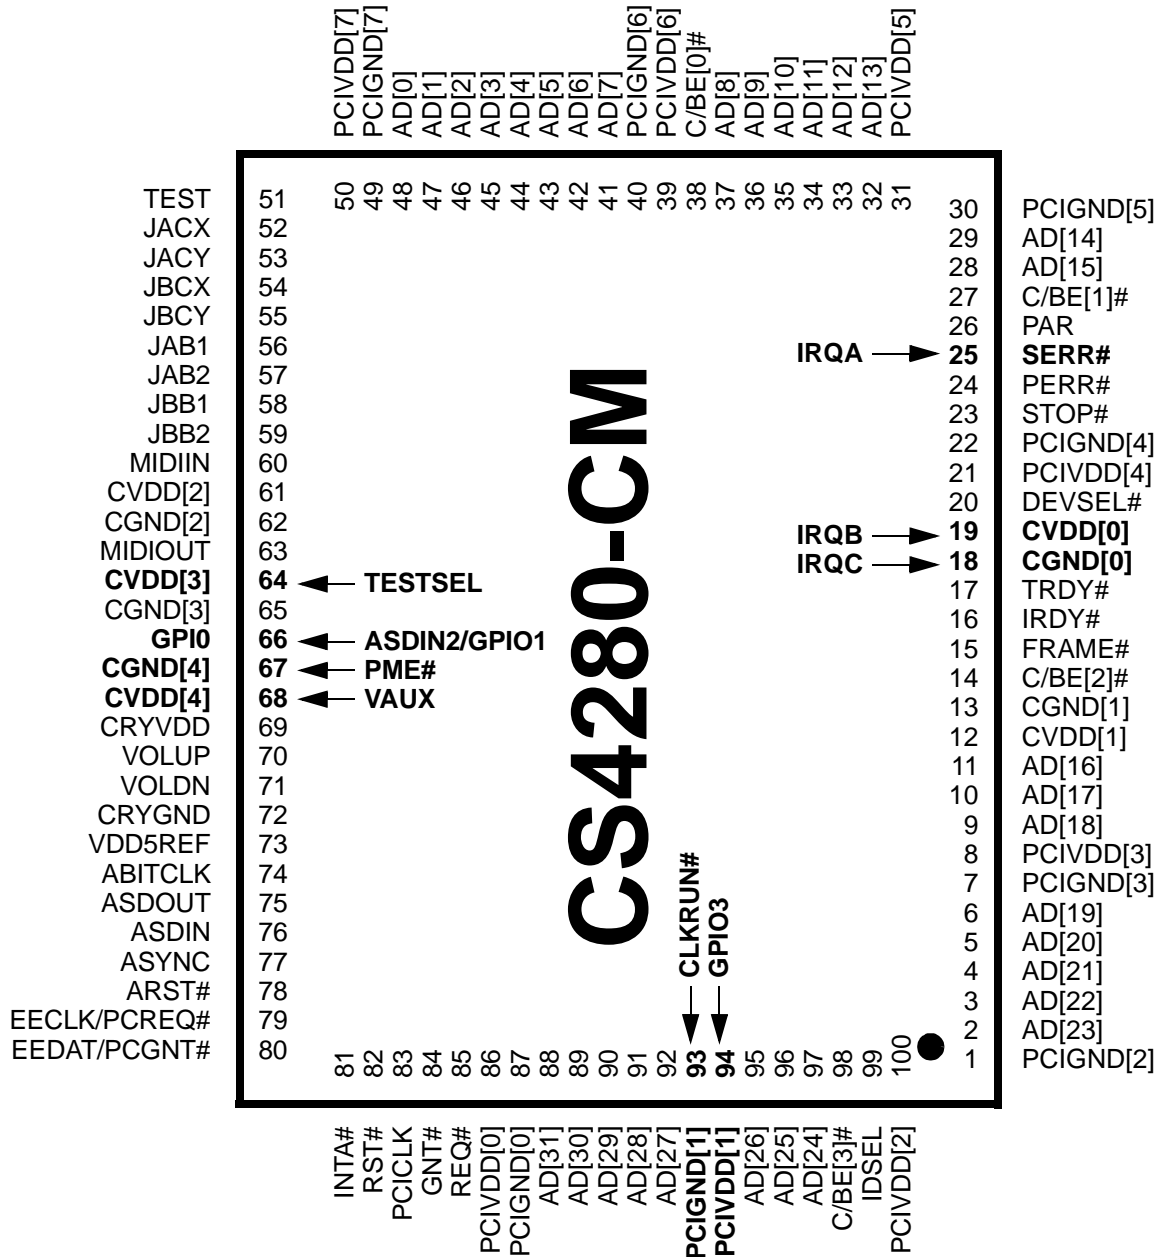 PCIVDD[7]
PCIGND[7]
AD[0]
AD[1]
AD[2]
AD[3]
AD[4]
AD[5]
AD[6]
AD[7]
PCIGND[6]
PCIVDD[6]
C/BE[0]#
AD[8]
AD[9]
AD[10]
AD[11]
AD[12]
AD[13]
PCIVDD[5]
50
49
48
47
46
45
44
43
42
41
40
39
38
37
36
35
34
33
32
31
TEST 51
JACX 52
JACY 53
JBCX 54
JBCY 55
JAB1 56
JAB2 57
JBB1 58
JBB2 59
MIDIIN 60
CVDD[2] 61
CGND[2] 62
MIDIOUT 63
CVDD[3] 64 TESTSEL
CGND[3] 65
GPI0 66 ASDIN2/GPIO1
CGND[4] 67 PME#
CVDD[4] 68 VAUX
CRYVDD 69
VOLUP 70
VOLDN 71
CRYGND 72
VDD5REF 73
ABITCLK 74
ASDOUT 75
ASDIN 76
ASYNC 77
ARST# 78
EECLK/PCREQ# 79
EEDAT/PCGNT# 80
CS4280-CM
30 PCIGND[5]
29 AD[14]
28 AD[15]
27 C/BE[1]#
26 PAR
IRQA 25 SERR#
24 PERR#
23 STOP#
22 PCIGND[4]
21 PCIVDD[4]
20 DEVSEL#
IRQB 19 CVDD[0]
IRQC 18 CGND[0]
17 TRDY#
16 IRDY#
15 FRAME#
14 C/BE[2]#
13 CGND[1]
12 CVDD[1]
11 AD[16]
10 AD[17]
9 AD[18]
8 PCIVDD[3]
7 PCIGND[3]
6 AD[19]
5 AD[20]
4 AD[21]
3 AD[22]
2 AD[23]
1 PCIGND[2]
CLKRUN#
GPIO3
81
82
83
84
85
86
87
88
89
90
91
92
93
94
95
96
97
98
99
100
INTA#
RST#
PCICLK
GNT#
REQ#
PCIVDD[0]
PCIGND[0]
AD[31]
AD[30]
AD[29]
AD[28]
AD[27]
PCIGND[1]
PCIVDD[1]
AD[26]
AD[25]
AD[24]
C/BE[3]#
IDSEL
PCIVDD[2]